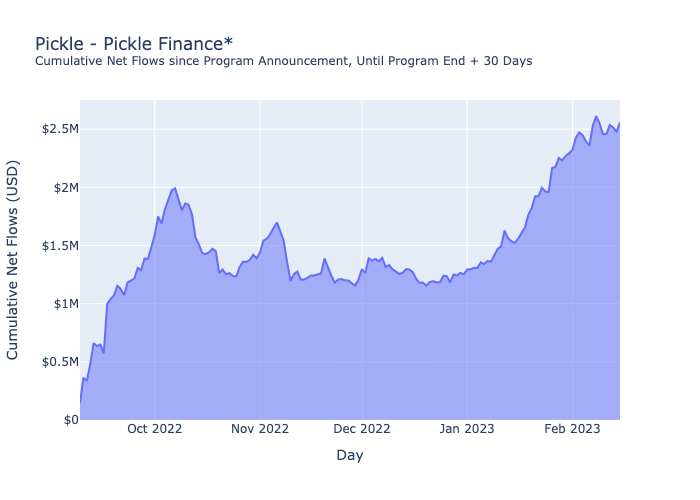 Pickle - Pickle Finance*
Cumulative Net Flows since Program Announcement, Until Program End + 30 Days
Cumulative Net Flows (USD)
$2.5M
$2M
$1.5M
$1M
$0.5M
$0
Oct 2022 Nov 2022 Dec 2022 Jan 2023 Feb 2023
Day